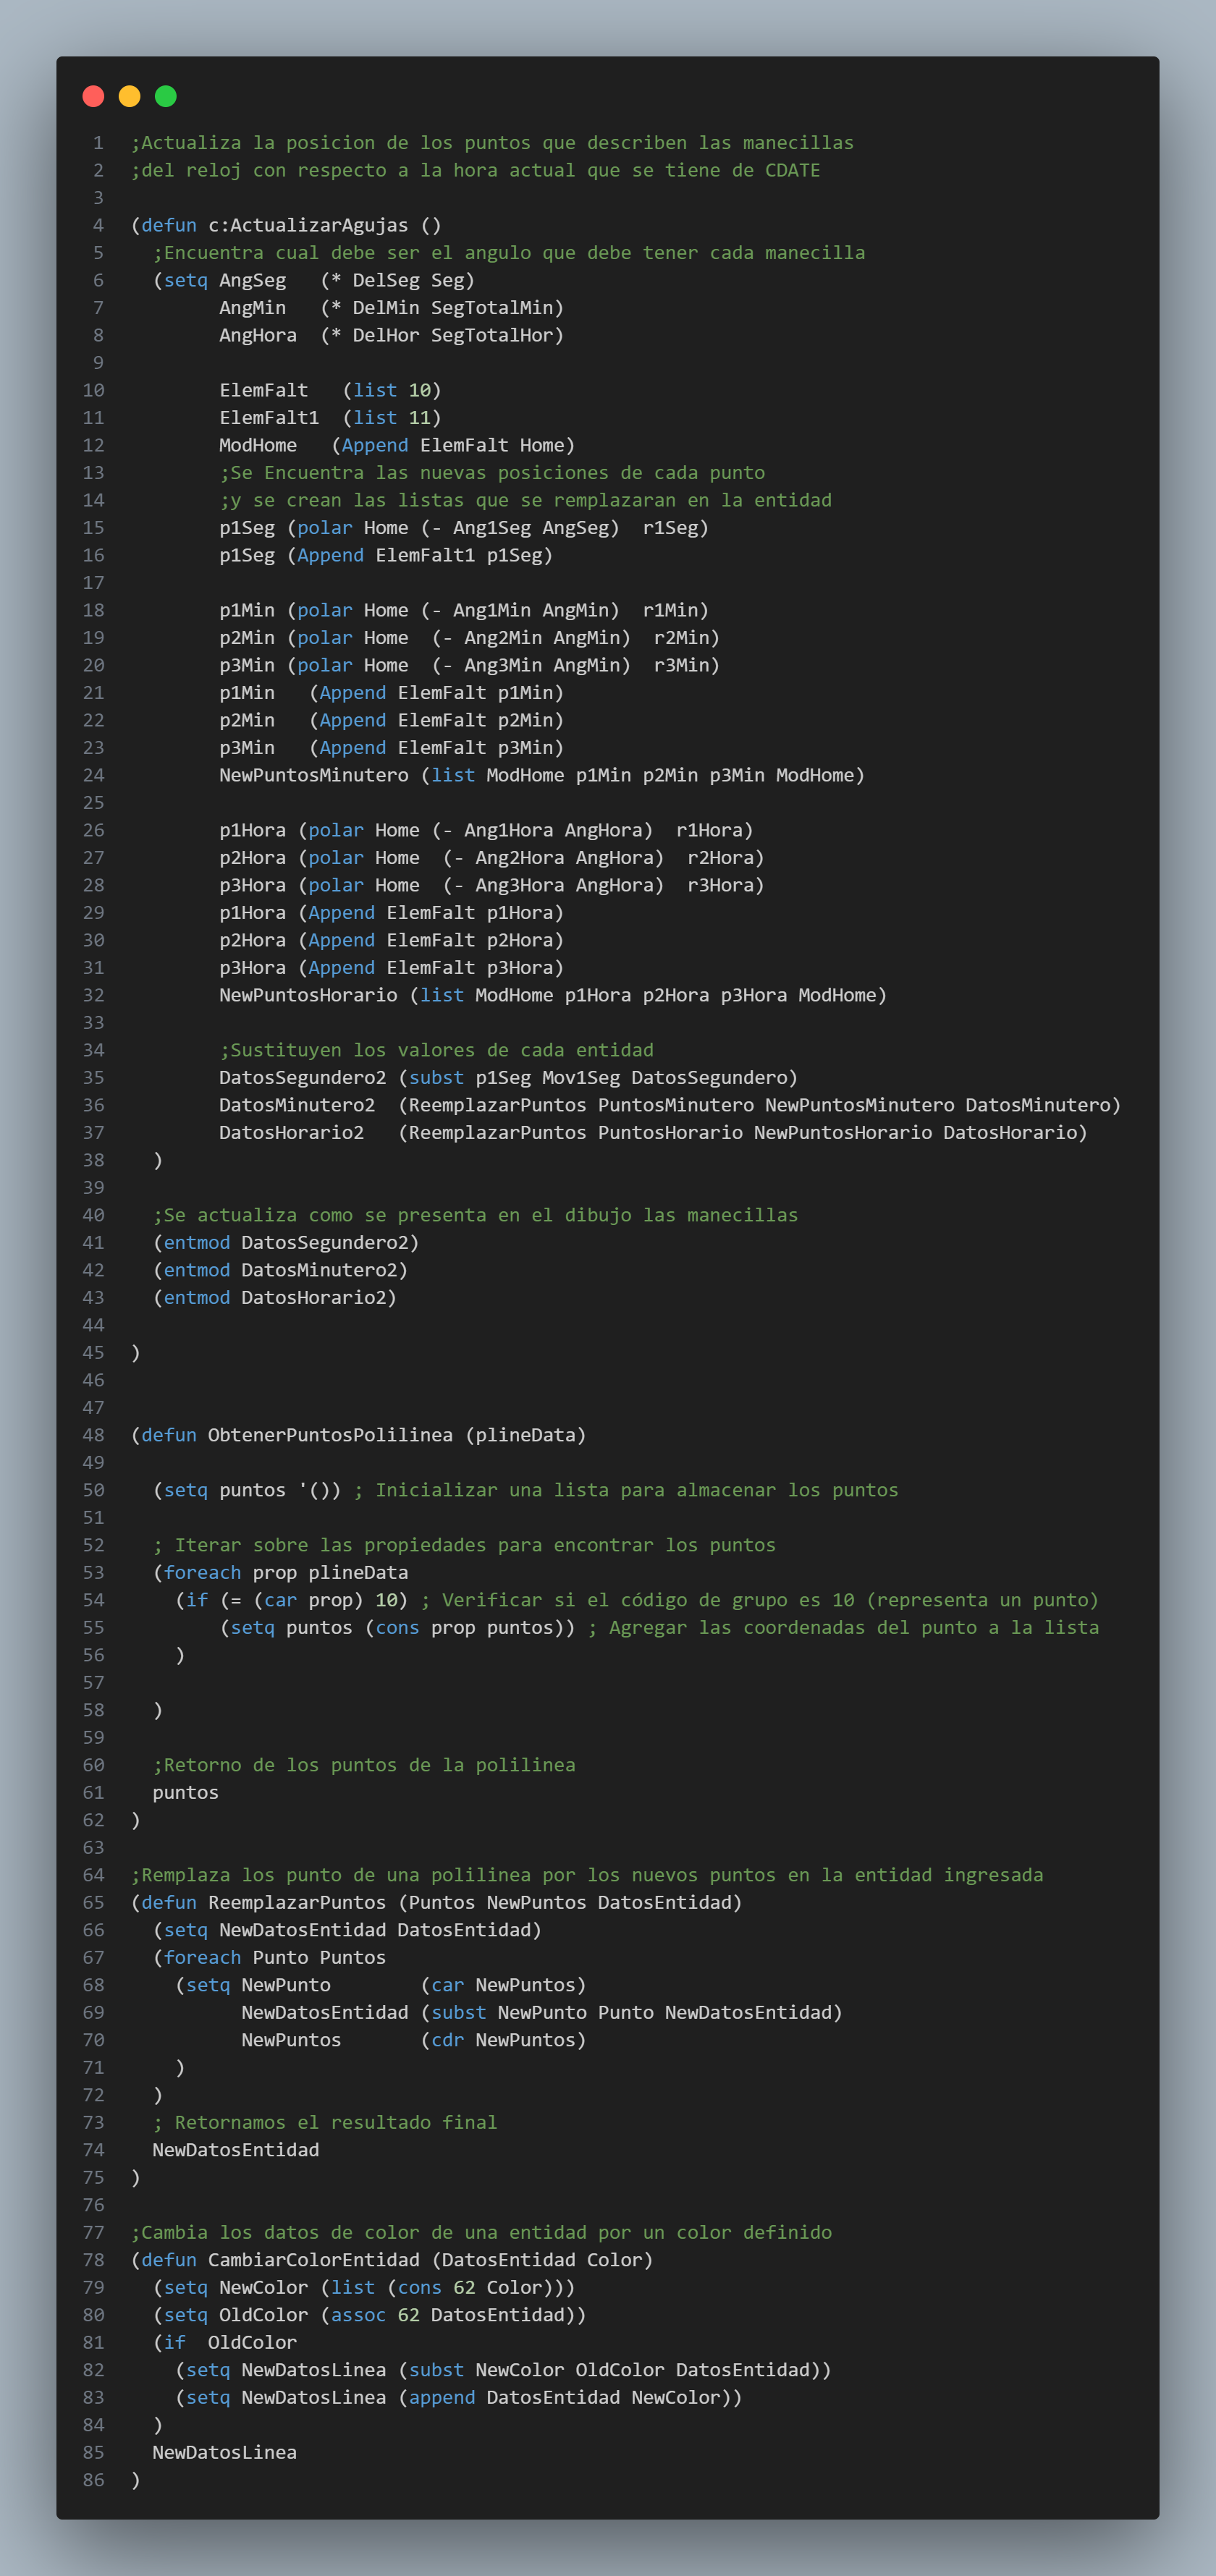 1 ;Actualiza la posicion de los puntos que describen las manecillas
2 ;del reloj con respecto a la hora actual que se tiene de CDATE
3
4 (defun c:ActualizarAgujas ()
5   ;Encuentra cual debe ser el angulo que debe tener cada manecilla
6   (setq AngSeg   (* DelSeg Seg)
7         AngMin   (* DelMin SegTotalMin)
8         AngHora  (* DelHor SegTotalHor)
9
10         ElemFalt   (list 10)
11         ElemFalt1  (list 11)
12         ModHome   (Append ElemFalt Home)
13         ;Se Encuentra las nuevas posiciones de cada punto
14         ;y se crean las listas que se remplazaran en la entidad
15         p1Seg (polar Home (- Ang1Seg AngSeg)  r1Seg)
16         p1Seg (Append ElemFalt1 p1Seg)
17
18         p1Min (polar Home (- Ang1Min AngMin)  r1Min)
19         p2Min (polar Home  (- Ang2Min AngMin)  r2Min)
20         p3Min (polar Home  (- Ang3Min AngMin)  r3Min)
21         p1Min   (Append ElemFalt p1Min)
22         p2Min   (Append ElemFalt p2Min)
23         p3Min   (Append ElemFalt p3Min)
24         NewPuntosMinutero (list ModHome p1Min p2Min p3Min ModHome)
25
26         p1Hora (polar Home (- Ang1Hora AngHora)  r1Hora)
27         p2Hora (polar Home  (- Ang2Hora AngHora)  r2Hora)
28         p3Hora (polar Home  (- Ang3Hora AngHora)  r3Hora)
29         p1Hora (Append ElemFalt p1Hora)
30         p2Hora (Append ElemFalt p2Hora)
31         p3Hora (Append ElemFalt p3Hora)
32         NewPuntosHorario (list ModHome p1Hora p2Hora p3Hora ModHome)
33
34         ;Sustituyen los valores de cada entidad
35         DatosSegundero2 (subst p1Seg Mov1Seg DatosSegundero)
36         DatosMinutero2  (ReemplazarPuntos PuntosMinutero NewPuntosMinutero DatosMinutero)
37         DatosHorario2   (ReemplazarPuntos PuntosHorario NewPuntosHorario DatosHorario)
38   )
39
40   ;Se actualiza como se presenta en el dibujo las manecillas
41   (entmod DatosSegundero2)
42   (entmod DatosMinutero2)
43   (entmod DatosHorario2)
44
45 )
46
47
48 (defun ObtenerPuntosPolilinea (plineData)
49
50   (setq puntos '()) ; Inicializar una lista para almacenar los puntos
51
52   ; Iterar sobre las propiedades para encontrar los puntos
53   (foreach prop plineData
54     (if (= (car prop) 10) ; Verificar si el código de grupo es 10 (representa un punto)
55         (setq puntos (cons prop puntos)) ; Agregar las coordenadas del punto a la lista
56     )
57
58   )
59
60   ;Retorno de los puntos de la polilinea
61   puntos
62 )
63
64 ;Remplaza los punto de una polilinea por los nuevos puntos en la entidad ingresada
65 (defun ReemplazarPuntos (Puntos NewPuntos DatosEntidad)
66   (setq NewDatosEntidad DatosEntidad)
67   (foreach Punto Puntos
68     (setq NewPunto        (car NewPuntos)
69           NewDatosEntidad (subst NewPunto Punto NewDatosEntidad)
70           NewPuntos       (cdr NewPuntos)
71     )
72   )
73   ; Retornamos el resultado final
74   NewDatosEntidad
75 )
76
77 ;Cambia los datos de color de una entidad por un color definido
78 (defun CambiarColorEntidad (DatosEntidad Color)
79   (setq NewColor (list (cons 62 Color)))
80   (setq OldColor (assoc 62 DatosEntidad))
81   (if  OldColor
82     (setq NewDatosLinea (subst NewColor OldColor DatosEntidad))
83     (setq NewDatosLinea (append DatosEntidad NewColor))
84   )
85   NewDatosLinea
86 )